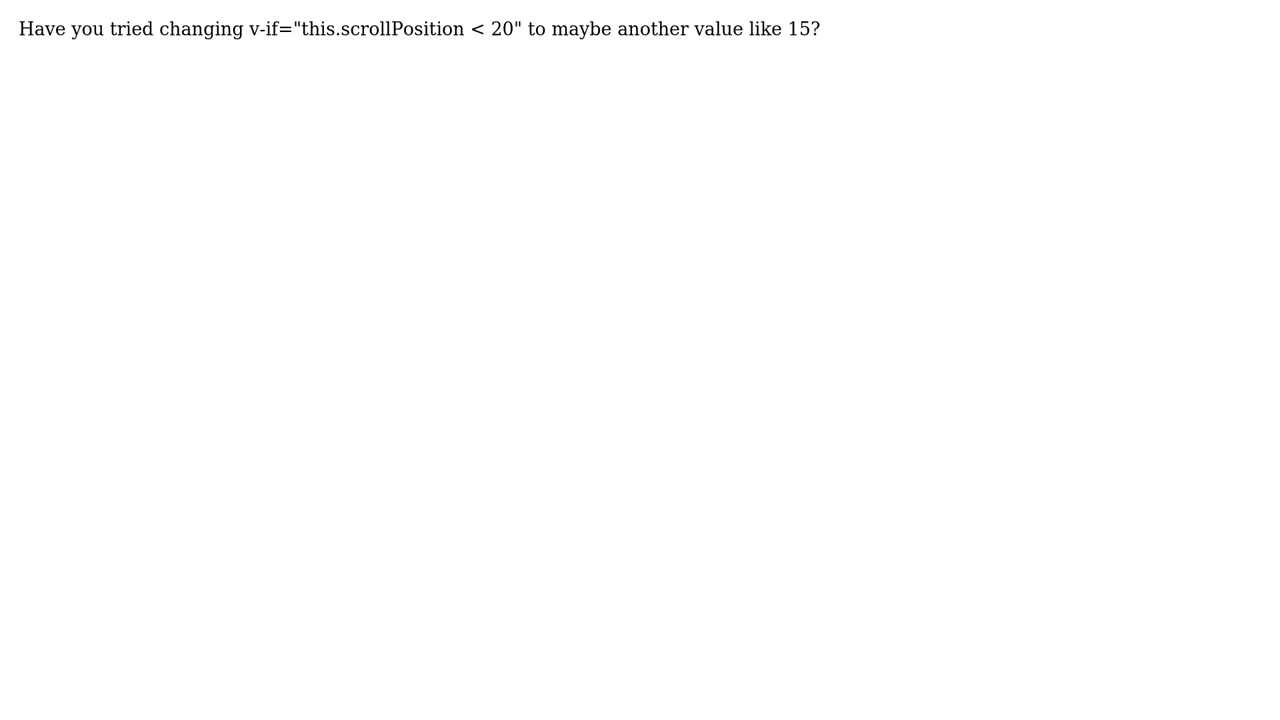 Have you tried changing v-if="this.scrollPosition < 20" to maybe another value like 15?